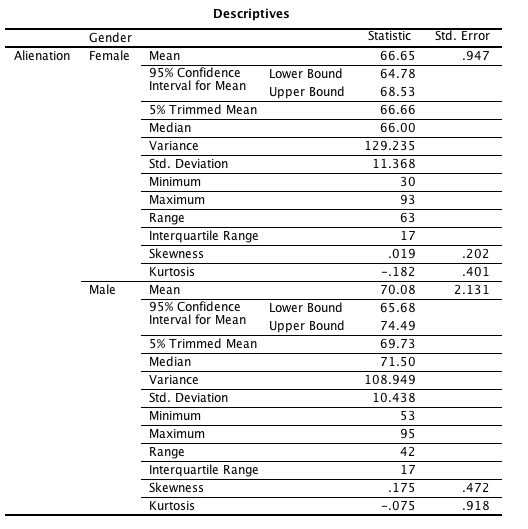 Descriptives
Gender Statistic Std. Error
Alienation Female Mean 66.65 .947
95% Confidence Interval for Mean Lower Bound 64.78
Upper Bound 68.53
5% Trimmed Mean 66.66
Median 66.00
Variance 129.235
Std. Deviation 11.368
Minimum 30
Maximum 93
Range 63
Interquartile Range 17
Skewness .019 .202
Kurtosis -.182 .401
Male Mean 70.08 2.131
95% Confidence Interval for Mean Lower Bound 65.68
Upper Bound 74.49
5% Trimmed Mean 69.73
Median 71.50
Variance 108.949
Std. Deviation 10.438
Minimum 53
Maximum 95
Range 42
Interquartile Range 17
Skewness .175 .472
Kurtosis -.075 .918